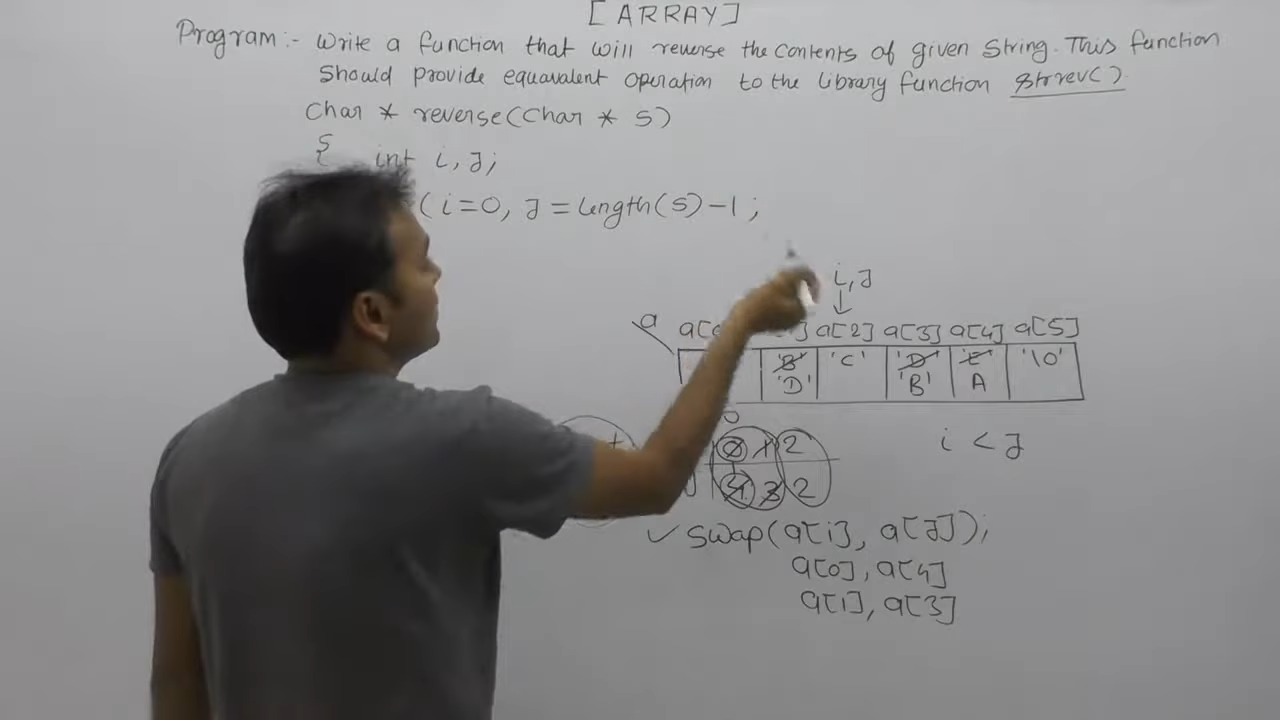 [ARRAY]
Program:- Write a function that will reverse the contents of given string. This function
should provide equavalent operation to the library function strrev().
Char * reverse(char * s)
{ int i, J;
( i=0, J = length(s)-1;
i, J
↓
a a[ ] a[2] a[3] a[4] a[5]
'B' 'C' 'D' 'E' '\0'
'D' 'B' A
0
0 1 2 i < J
4 3 2
✓ swap(a[i], a[J]);
a[0], a[4]
a[1], a[3]